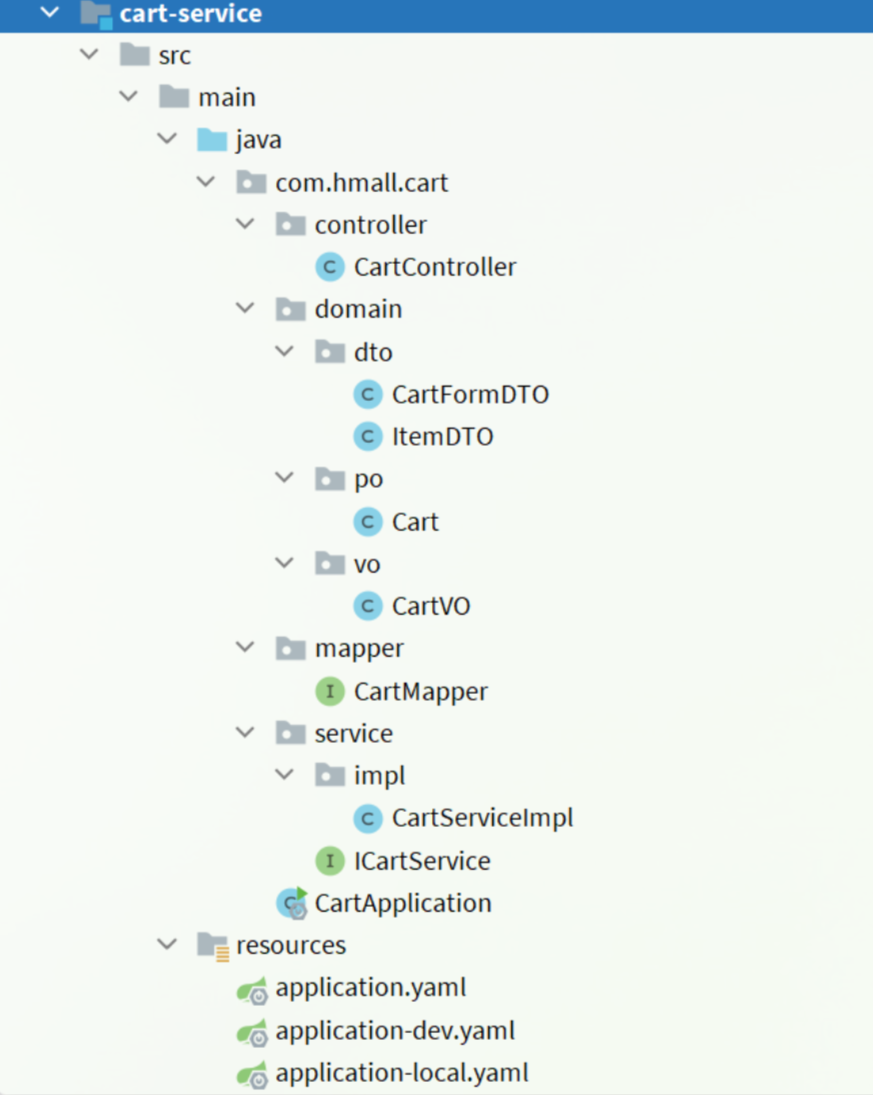 cart-service
src
main
java
com.hmall.cart
controller
C CartController
domain
dto
C CartFormDTO
C ItemDTO
po
C Cart
vo
C CartVO
mapper
I CartMapper
service
impl
C CartServiceImpl
I ICartService
C CartApplication
resources
application.yaml
application-dev.yaml
application-local.yaml